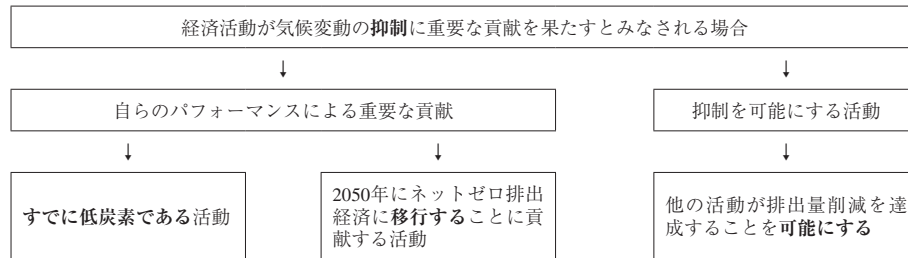 経済活動が気候変動の抑制に重要な貢献を果たすとみなされる場合
↓ ↓
自らのパフォーマンスによる重要な貢献 抑制を可能にする活動
↓ ↓ ↓
すでに低炭素である活動
2050年にネットゼロ排出
経済に移行することに貢
献する活動
他の活動が排出量削減を達
成することを可能にする